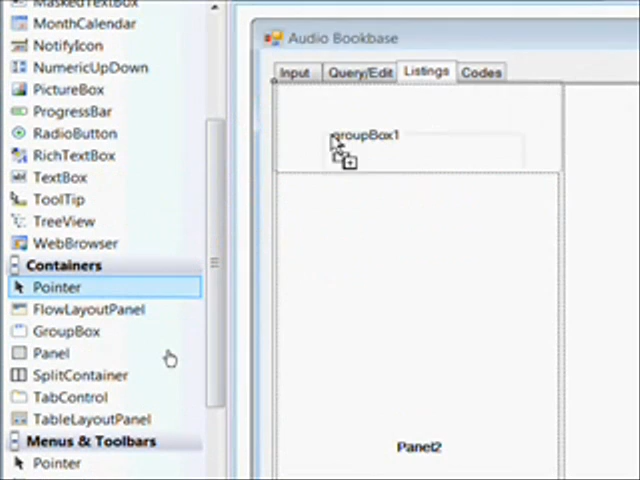 MaskedTextBox
MonthCalendar
NotifyIcon
NumericUpDown
PictureBox
ProgressBar
RadioButton
RichTextBox
TextBox
ToolTip
TreeView
WebBrowser
Containers
Pointer
FlowLayoutPanel
GroupBox
Panel
SplitContainer
TabControl
TableLayoutPanel
Menus & Toolbars
Pointer
Audio Bookbase
Input Query/Edit Listings Codes
groupBox1
Panel2